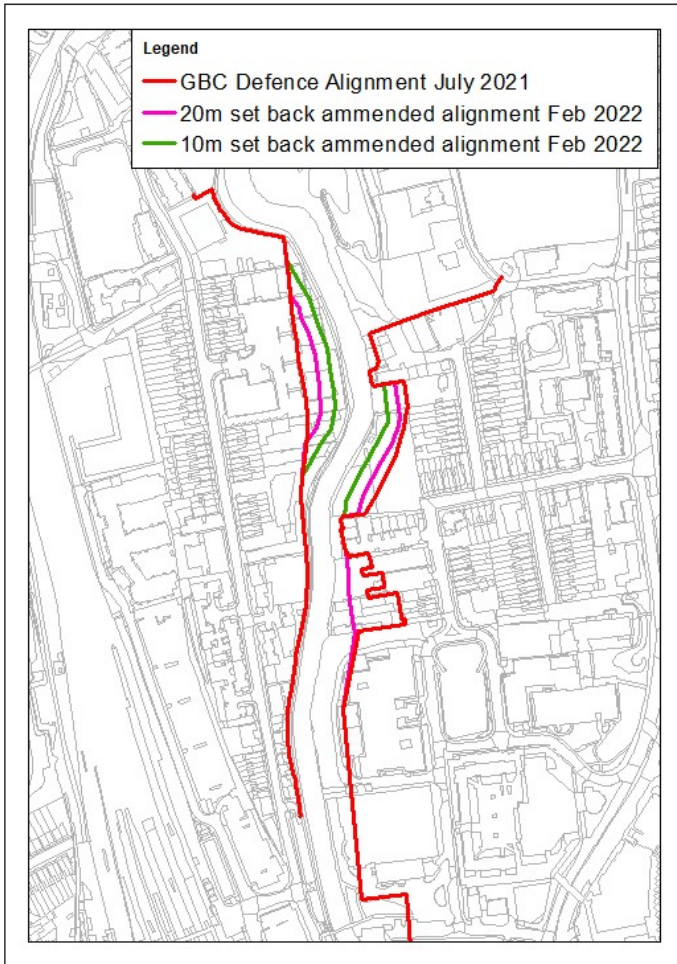 Legend
GBC Defence Alignment July 2021
20m set back ammended alignment Feb 2022
10m set back ammended alignment Feb 2022